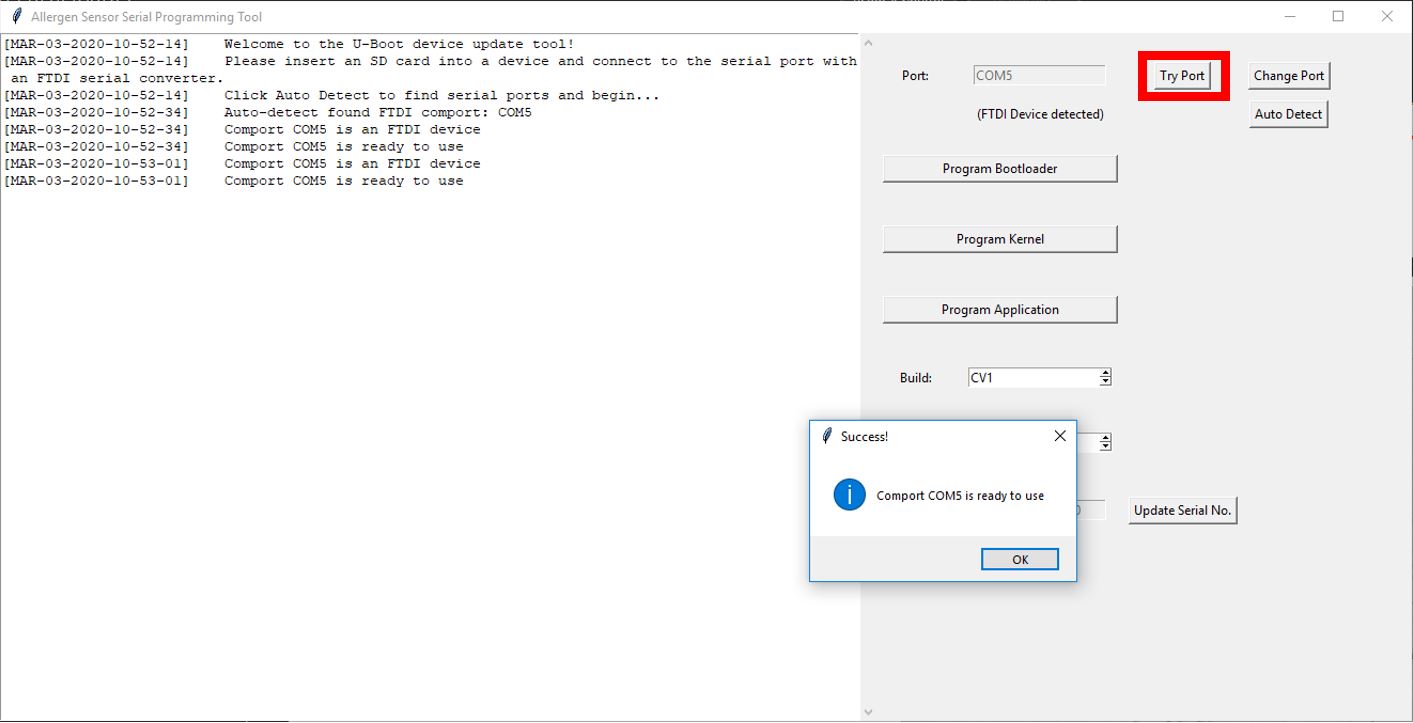 Allergen Sensor Serial Programming Tool
[MAR-03-2020-10-52-14] Welcome to the U-Boot device update tool!
[MAR-03-2020-10-52-14] Please insert an SD card into a device and connect to the serial port with
an FTDI serial converter.
[MAR-03-2020-10-52-14] Click Auto Detect to find serial ports and begin...
[MAR-03-2020-10-52-34] Auto-detect found FTDI comport: COM5
[MAR-03-2020-10-52-34] Comport COM5 is an FTDI device
[MAR-03-2020-10-52-34] Comport COM5 is ready to use
[MAR-03-2020-10-53-01] Comport COM5 is an FTDI device
[MAR-03-2020-10-53-01] Comport COM5 is ready to use
Port: COM5 Try Port Change Port
(FTDI Device detected) Auto Detect
Program Bootloader
Program Kernel
Program Application
Build: CV1
Success!
Comport COM5 is ready to use
OK
Update Serial No.